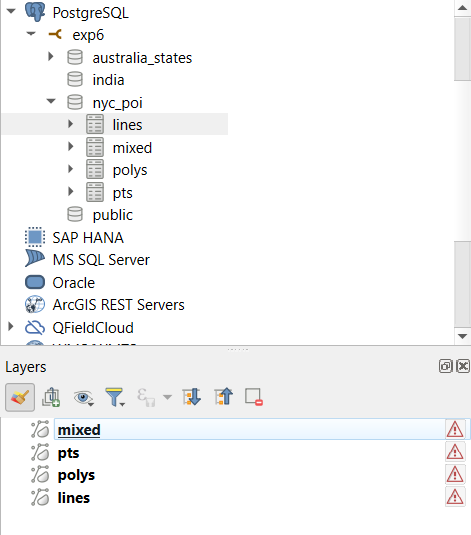 PostgreSQL
exp6
australia_states
india
nyc_poi
lines
mixed
polys
pts
public
SAP HANA
MS SQL Server
Oracle
ArcGIS REST Servers
QFieldCloud
Layers
mixed
pts
polys
lines